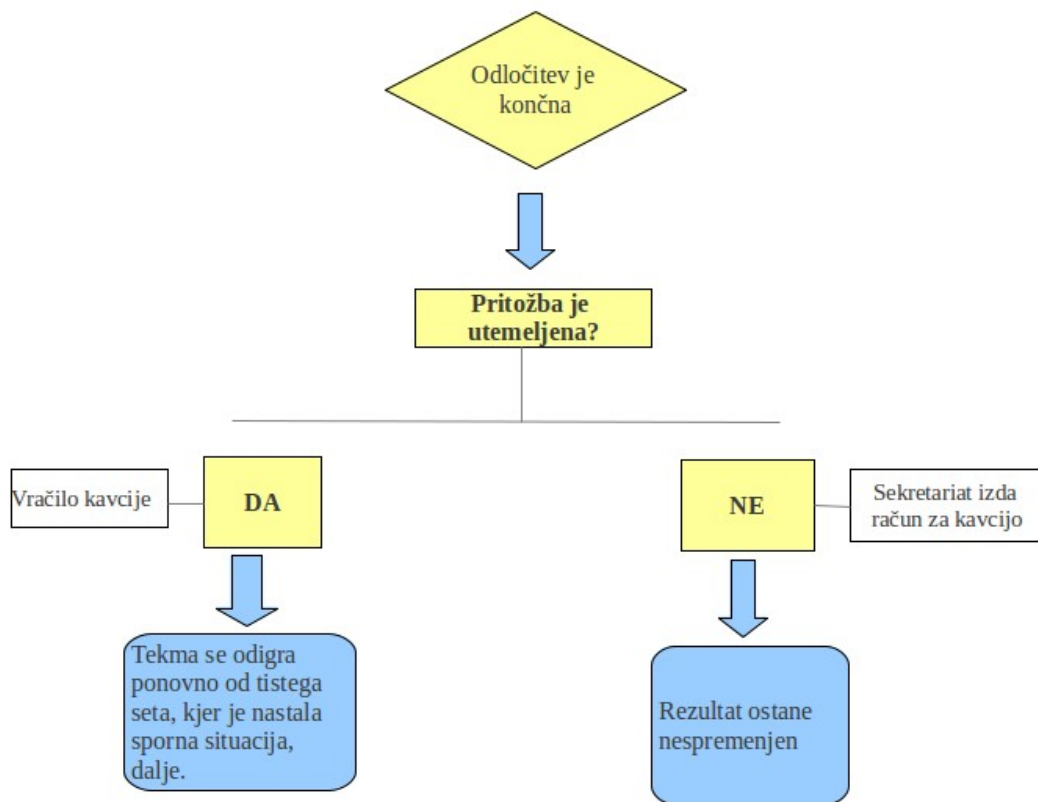 Odločitev je
končna
Pritožba je
utemeljena?
Vračilo kavcije
DA
NE
Sekretariat izda
račun za kavcijo
Tekma se odigra
ponovno od tistega
seta, kjer je nastala
sporna situacija,
dalje.
Rezultat ostane
nespremenjen